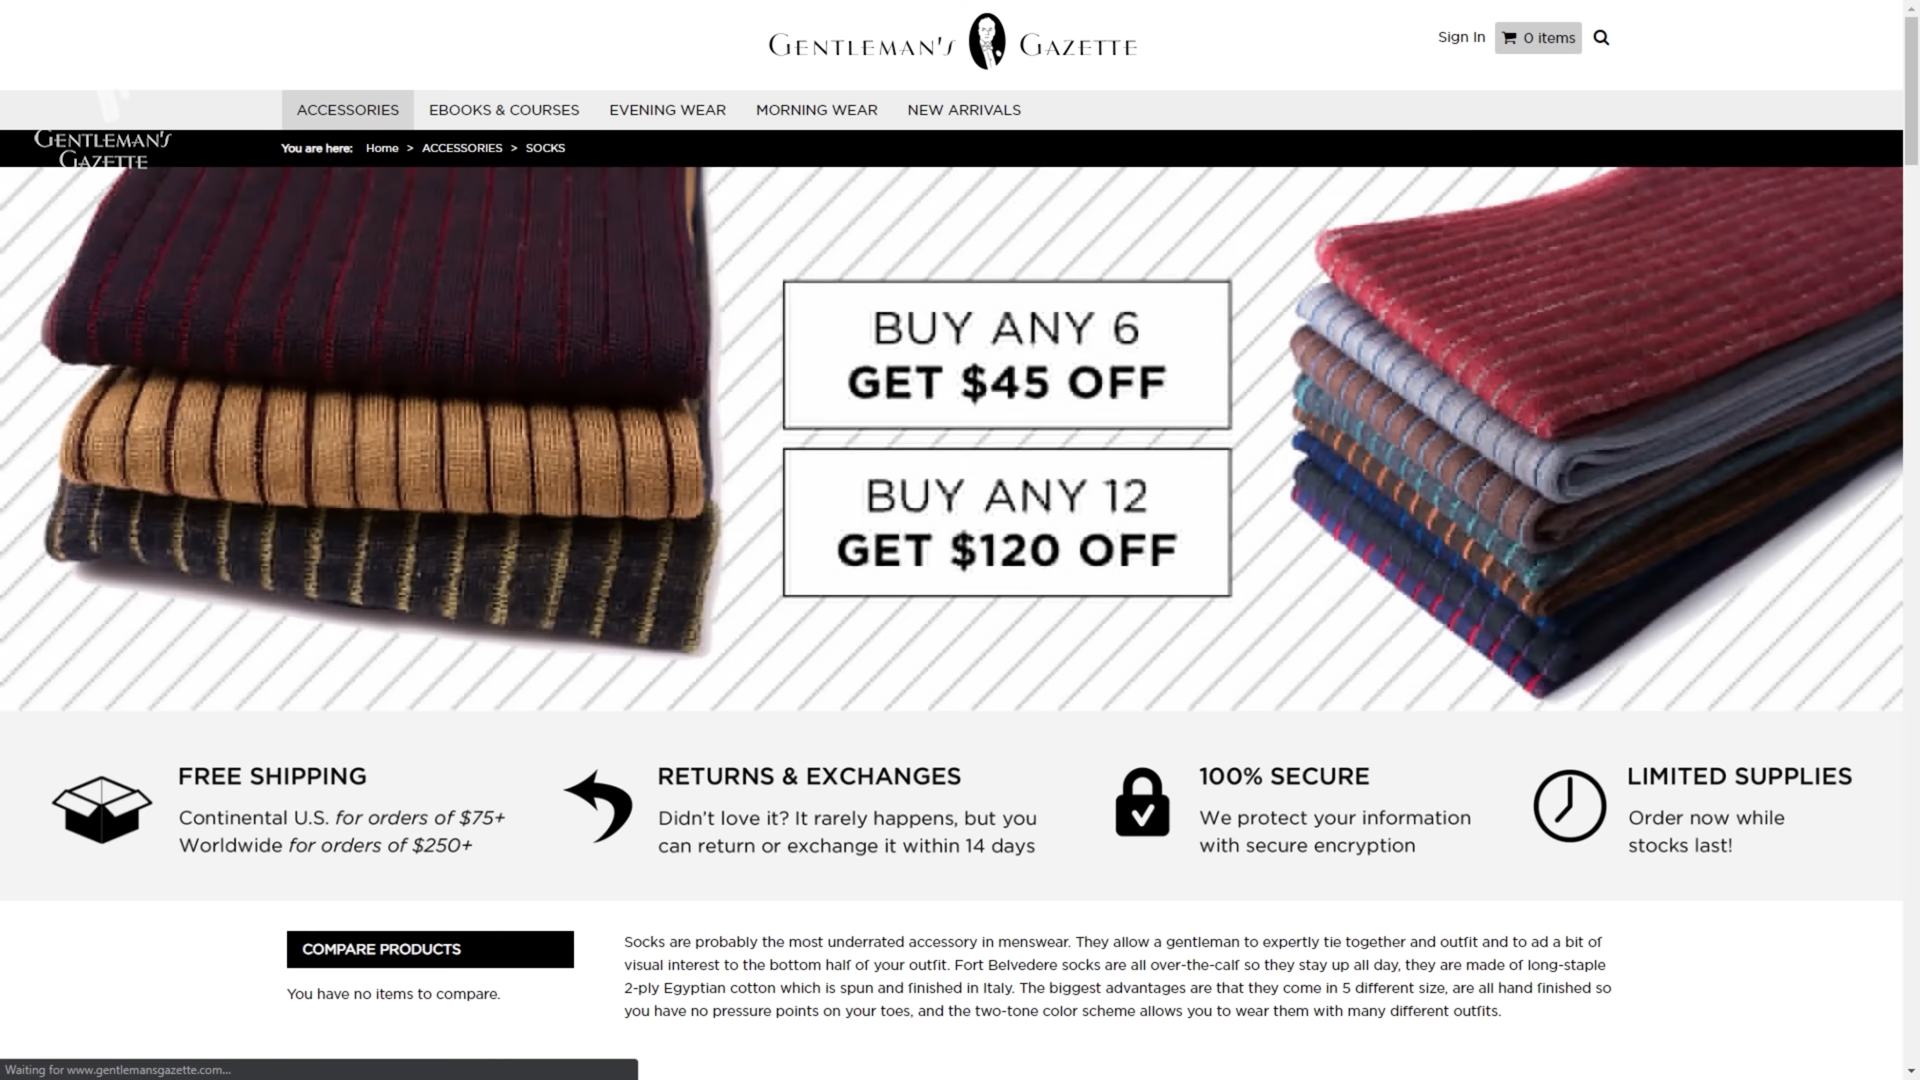 GENTLEMAN'S GAZETTE
Sign In
0 items
ACCESSORIES
EBOOKS & COURSES
EVENING WEAR
MORNING WEAR
NEW ARRIVALS
GENTLEMAN'S
GAZETTE
You are here: Home > ACCESSORIES > SOCKS
BUY ANY 6
GET $45 OFF
BUY ANY 12
GET $120 OFF
FREE SHIPPING
Continental U.S. for orders of $75+
Worldwide for orders of $250+
RETURNS & EXCHANGES
Didn't love it? It rarely happens, but you
can return or exchange it within 14 days
100% SECURE
We protect your information
with secure encryption
LIMITED SUPPLIES
Order now while
stocks last!
COMPARE PRODUCTS
You have no items to compare.
Socks are probably the most underrated accessory in menswear. They allow a gentleman to expertly tie together and outfit and to ad a bit of
visual interest to the bottom half of your outfit. Fort Belvedere socks are all over-the-calf so they stay up all day, they are made of long-staple
2-ply Egyptian cotton which is spun and finished in Italy. The biggest advantages are that they come in 5 different size, are all hand finished so
you have no pressure points on your toes, and the two-tone color scheme allows you to wear them with many different outfits.
Waiting for www.gentlemansgazette.com...